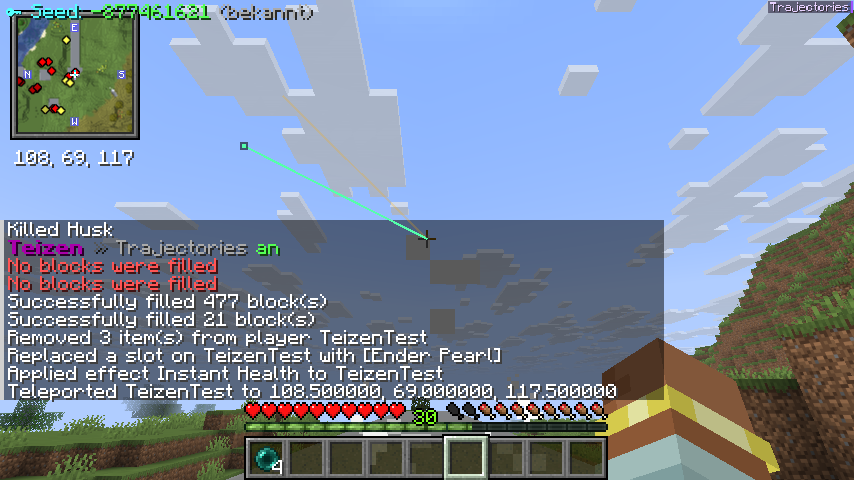 Seed: -877461621 (bekannt)
Trajectories
E
N
S
W
108, 69, 117
Killed Husk
Teizen » Trajectories an
No blocks were filled
No blocks were filled
Successfully filled 477 block(s)
Successfully filled 21 block(s)
Removed 3 item(s) from player TeizenTest
Replaced a slot on TeizenTest with [Ender Pearl]
Applied effect Instant Health to TeizenTest
Teleported TeizenTest to 108.500000, 69.000000, 117.500000
30
4